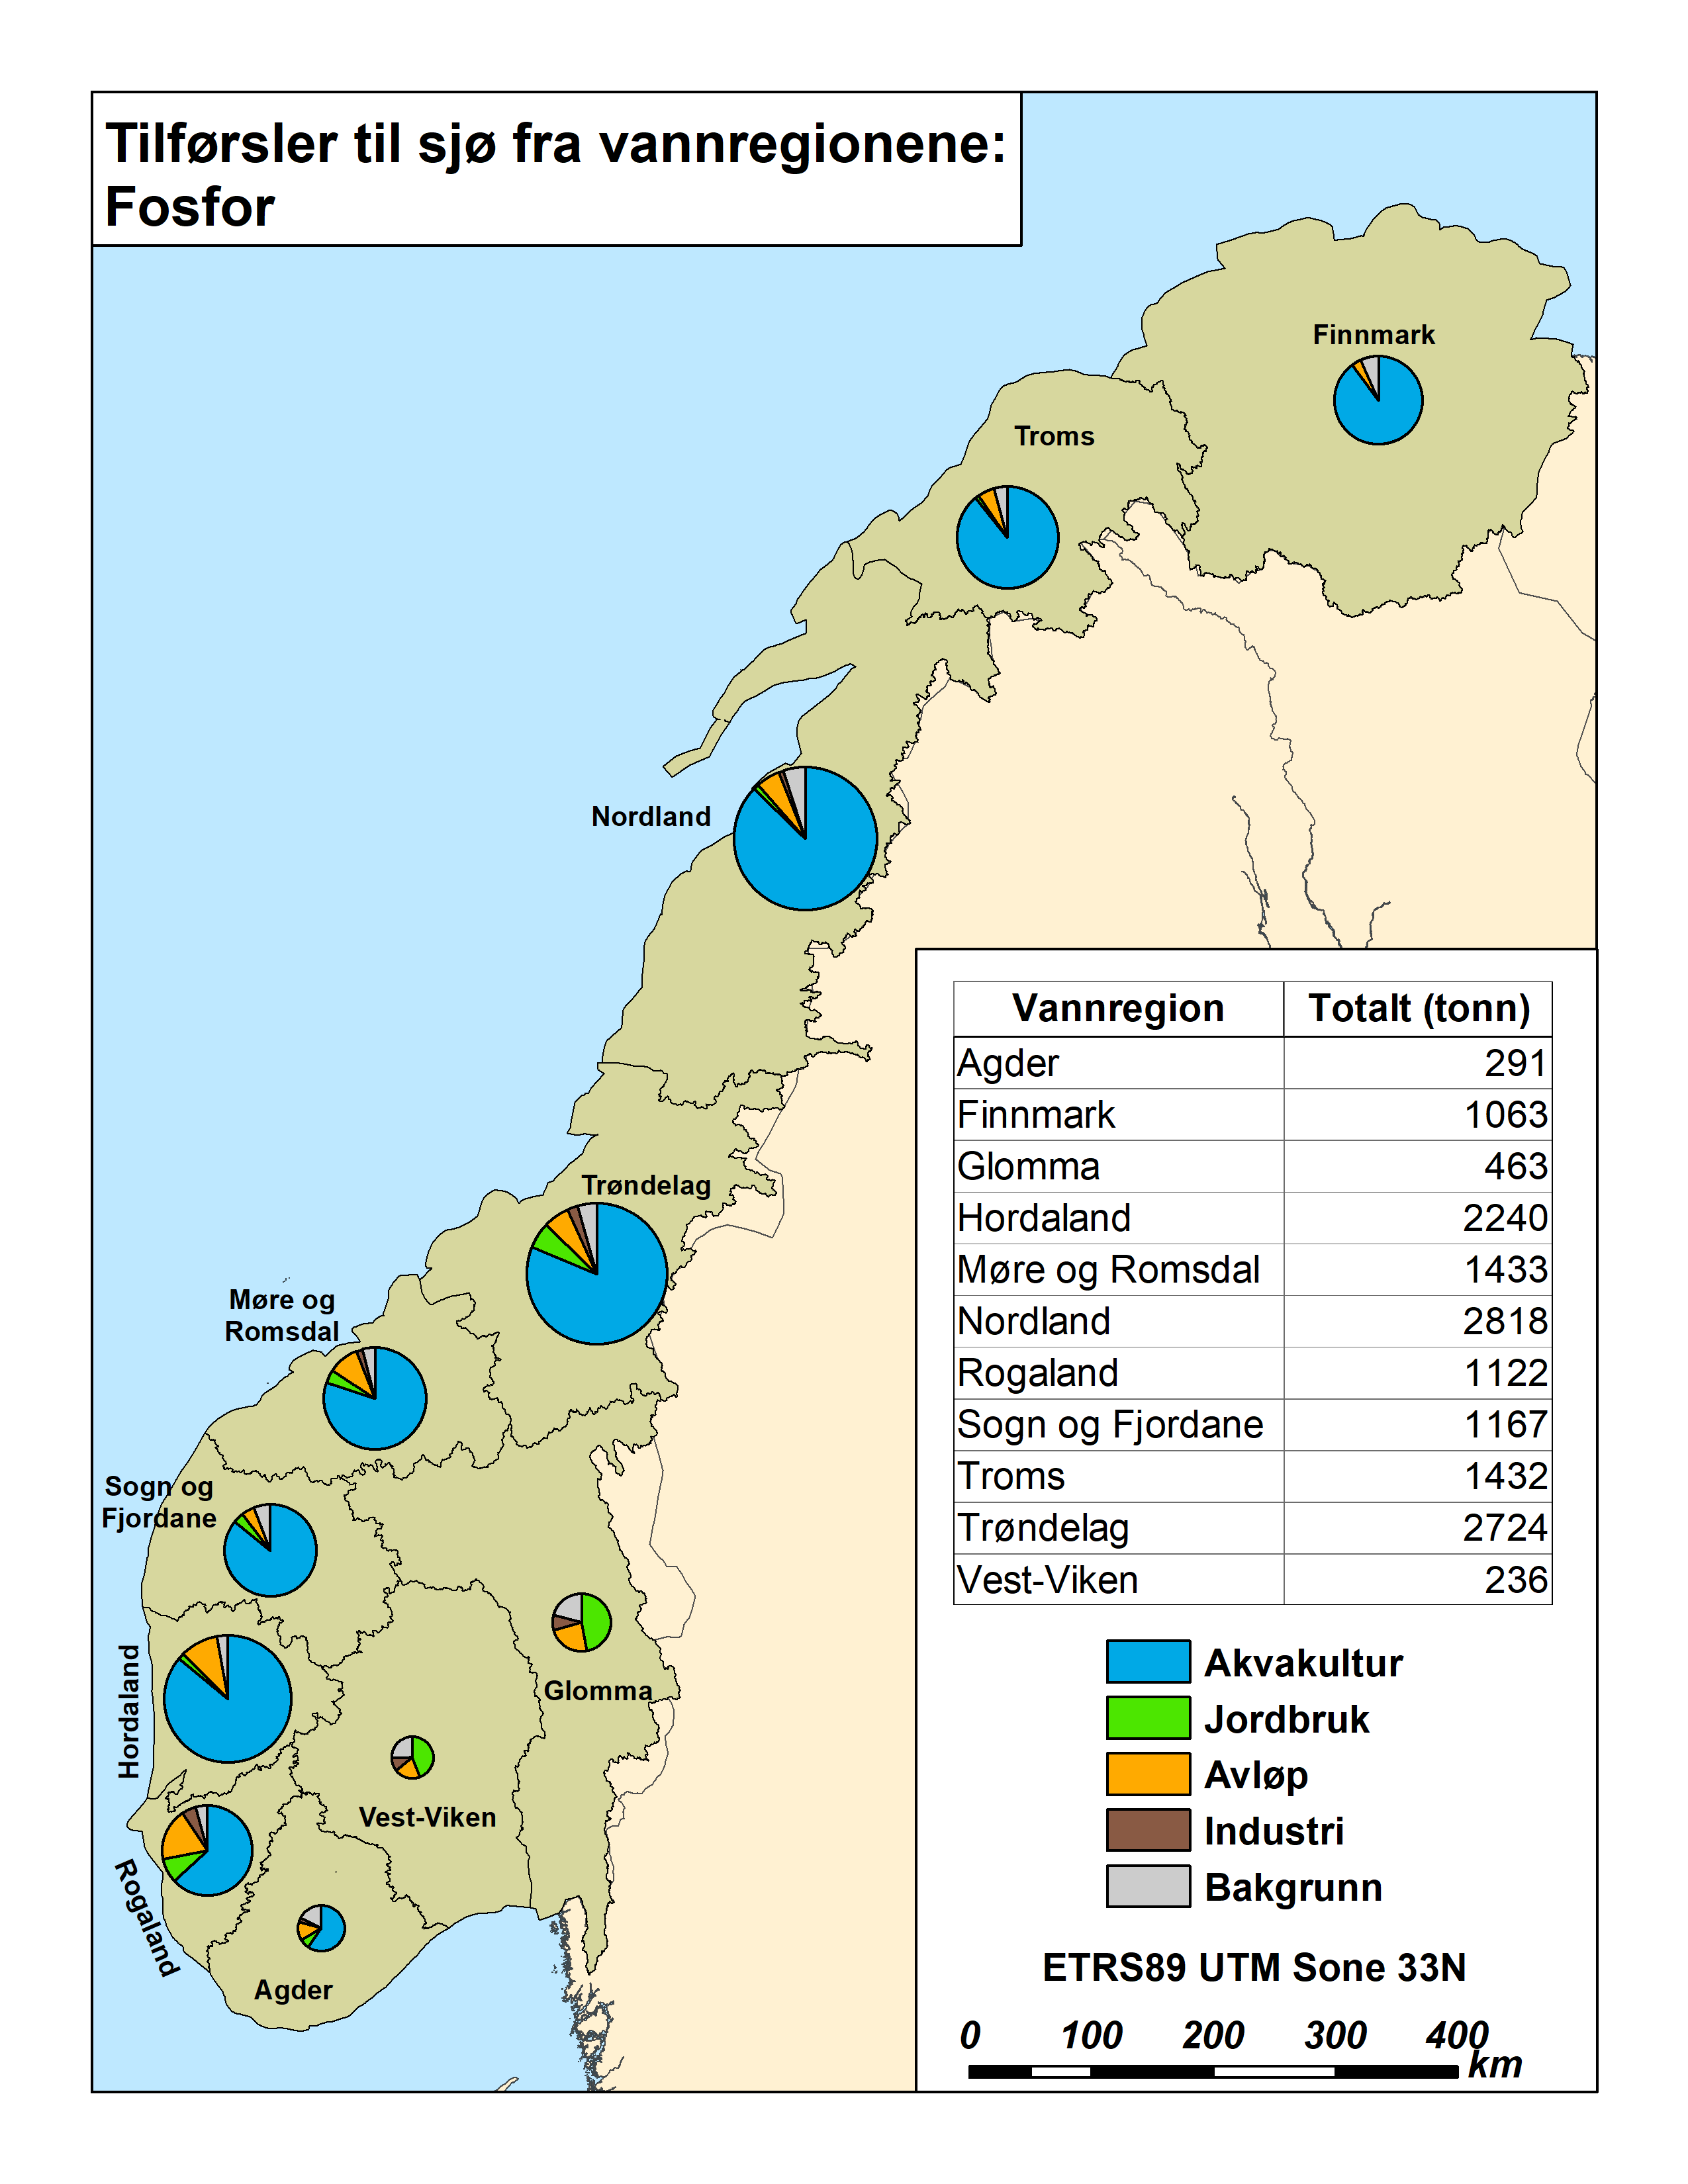 Tilførsler til sjø fra vannregionene:
Fosfor
Finnmark
Troms
Nordland
Trøndelag
Møre og
Romsdal
Sogn og
Fjordane
Hordaland
Glomma
Vest-Viken
Rogaland
Agder
Vannregion Totalt (tonn)
Agder 291
Finnmark 1063
Glomma 463
Hordaland 2240
Møre og Romsdal 1433
Nordland 2818
Rogaland 1122
Sogn og Fjordane 1167
Troms 1432
Trøndelag 2724
Vest-Viken 236
Akvakultur
Jordbruk
Avløp
Industri
Bakgrunn
ETRS89 UTM Sone 33N
0 100 200 300 400
km